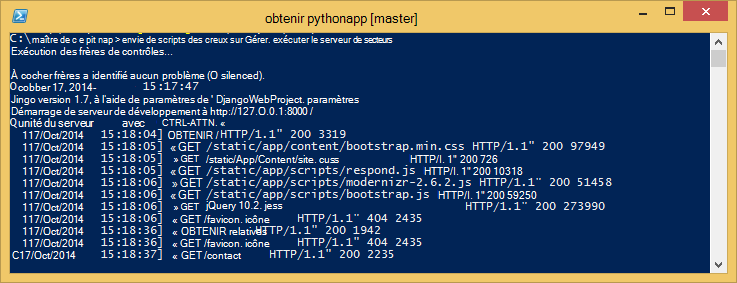 obtenir pythonapp [master]
C:\maître de c e pit nap > envie de scripts des creux sur Gérer. exécuter le serveur de secteurs
Exécution des frères de contrôles...
À cocher frères a identifié aucun problème (O silenced).
Ocobber 17, 2014- 15:17:47
Jingo version 1.7, à l'aide de paramètres de ' DjangoWebProject. paramètres
Démarrage de serveur de développement à http://127.O.0.1:8000 /
Qunité du serveur avec CTRL-ATTN. «
117/Oct/2014 15:18:04] OBTENIR /HTTP/1.1" 200 3319
117/Oct/2014 15:18:05] « GET /static/app/content/bootstrap.min.css HTTP/1.1" 200 97949
117/Oct/2014 15:18:05] » GET /static/App/Content/site. cuss HTTP/l. 1" 200 726
117/Oct/2014 15:18:05] « GET /static/app/scripts/respond.js HTTP/l. 1" 200 10318
117/Oct/2014 15:18:06] « GET /static/app/scripts/modernizr-2.6.2.js HTTP/1.1" 200 51458
117/Oct/2014 15:18:06] « GET /static/app/scripts/bootstrap.js HTTP/l. 1" 200 59250
117/Oct/2014 15:18:06] » GET jQuery 10.2. jess HTTP/1.1" 200 273990
117/Oct/2014 15:18:06] « GET /favicon. icône HTTP/1.1" 404 2435
117/Oct/2014 15:18:36] « OBTENIR relatives HTTP/1.1" 200 1942
117/Oct/2014 15:18:36] « GET /favicon. icône HTTP/1.1" 404 2435
C17/Oct/2014 15:18:37] « GET /contact HTTP/1.1" 200 2235